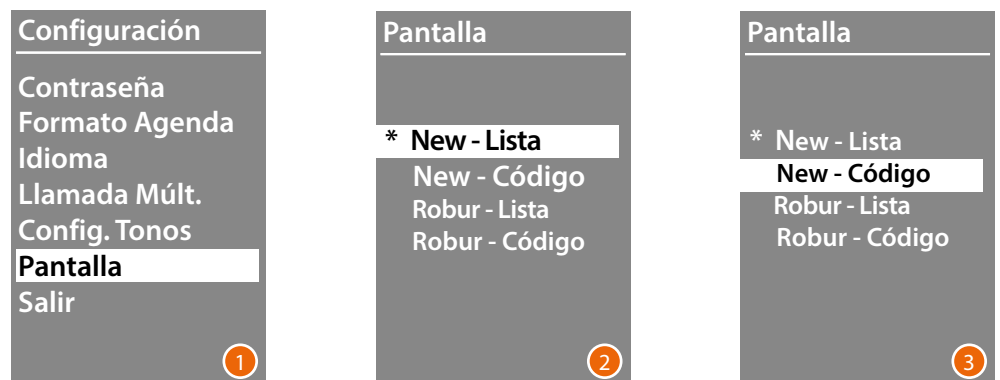 Configuración
Contraseña
Formato Agenda
Idioma
Llamada Múlt.
Config. Tonos
Pantalla
Salir
1
Pantalla
* New - Lista
New - Código
Robur - Lista
Robur - Código
2
Pantalla
* New - Lista
New - Código
Robur - Lista
Robur - Código
3